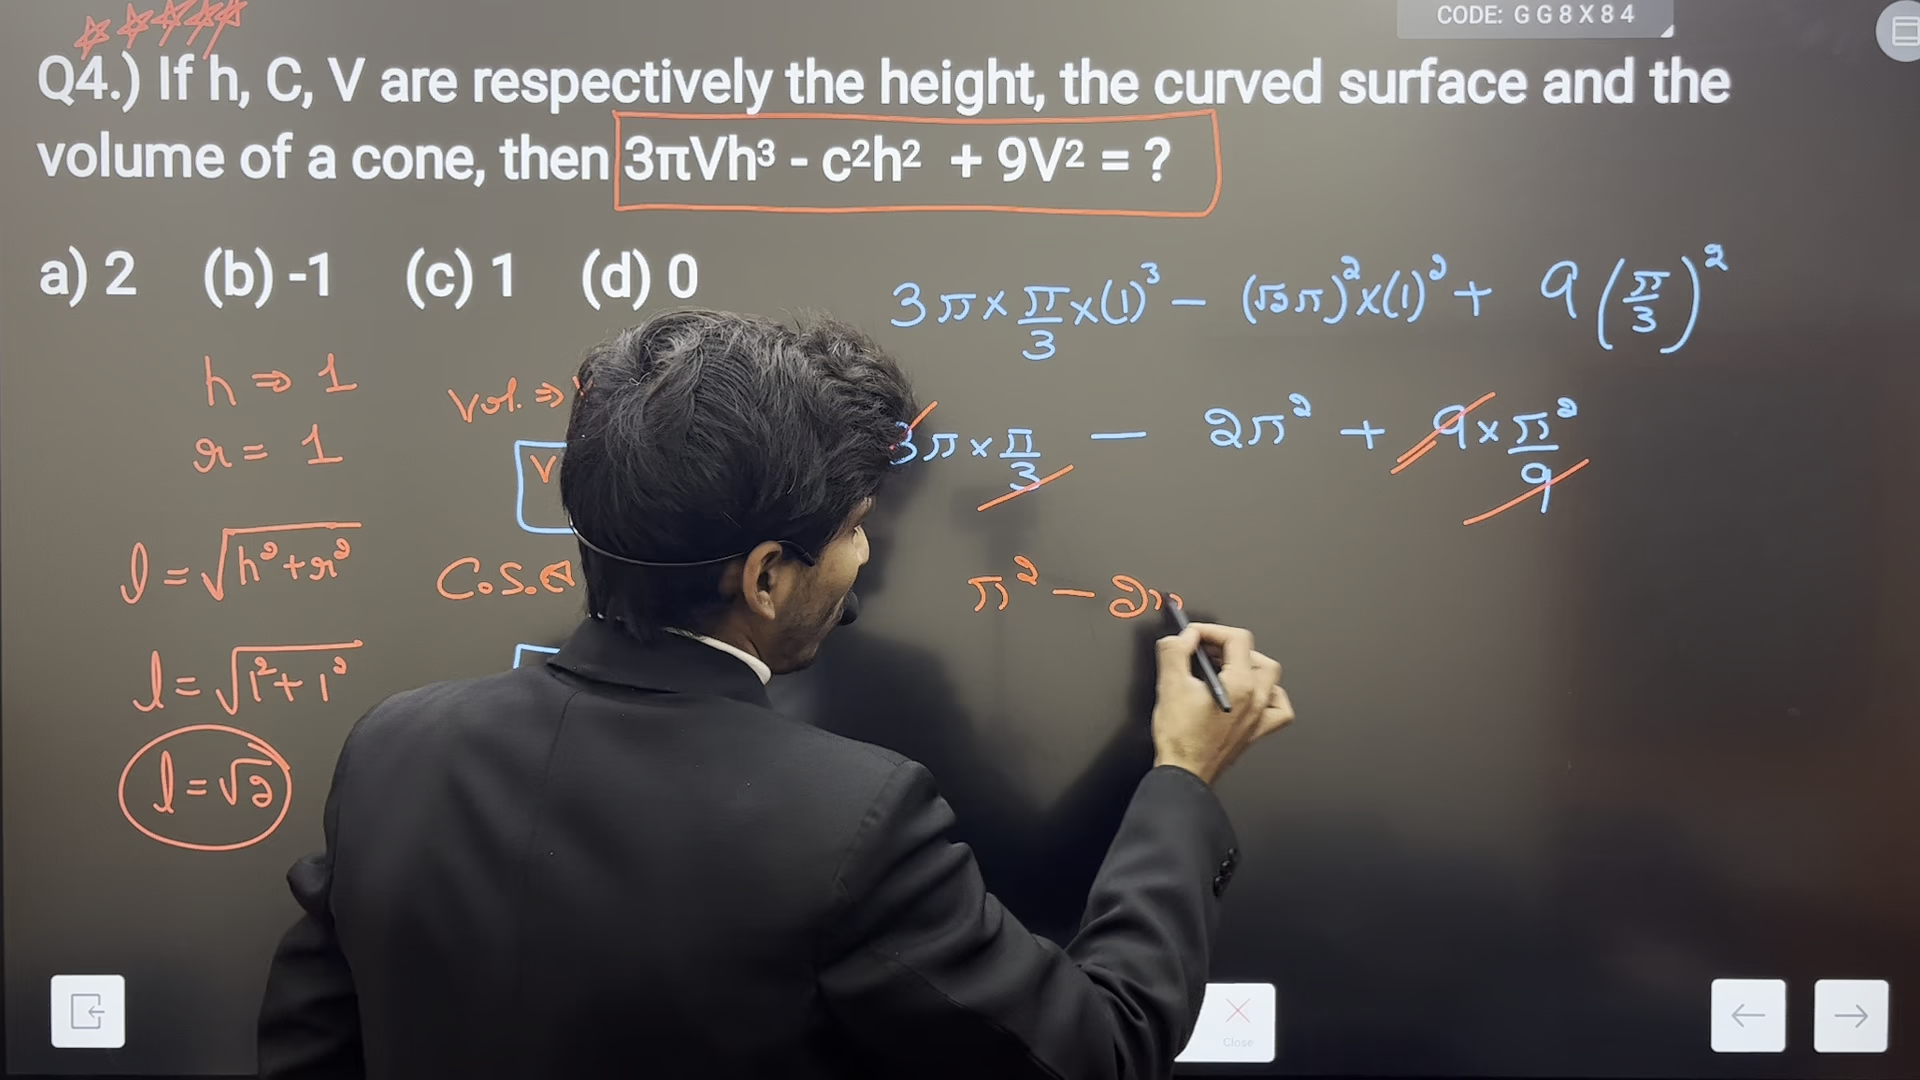 CODE: GG8X84
Q4.) If h, C, V are respectively the height, the curved surface and the
volume of a cone, then 3πVh³ - c²h² + 9V² = ?
a) 2 (b) -1 (c) 1 (d) 0
3π × π/3 × (1)³ − (√2π)² × (1)² + 9(π/3)²
h ⇒ 1
r = 1
Vol. ⇒
V
3π × π/3 − 2π² + 9 × π²/9
l = √h²+r²
C.S.A
π² − 2π
l = √1²+1²
l = √2
Close